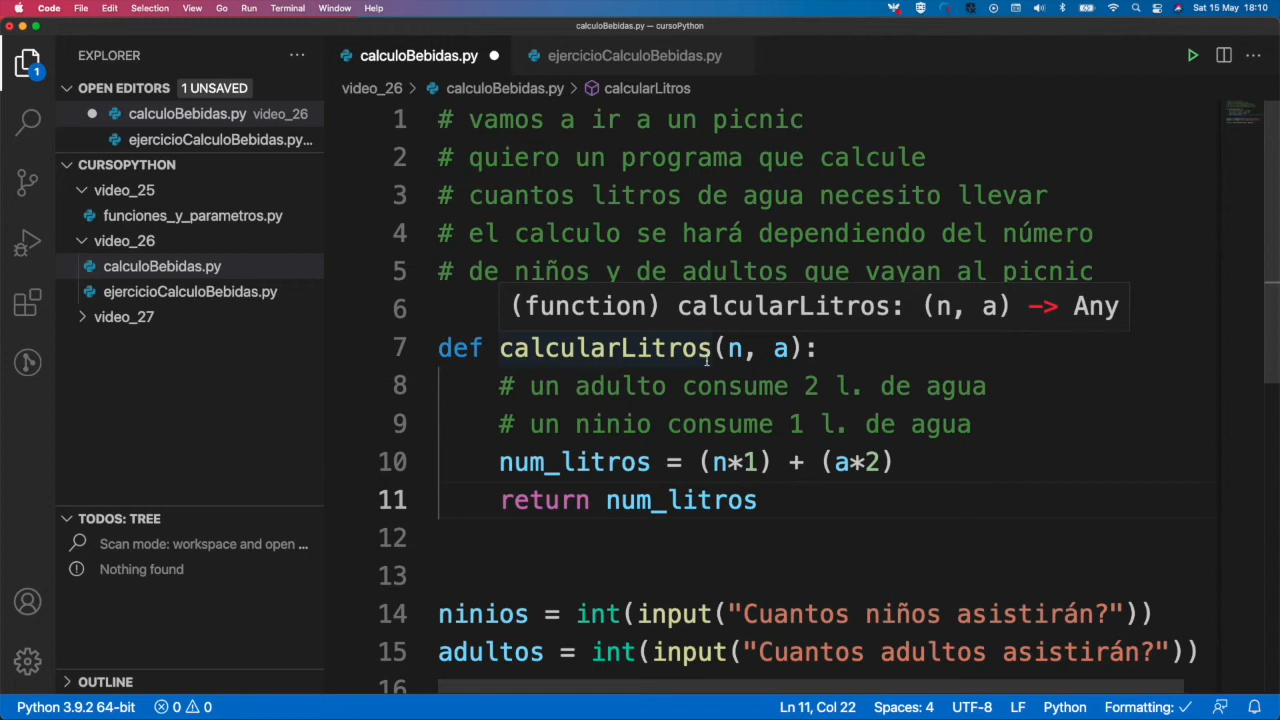 Code File Edit Selection View Go Run Terminal Window Help Sat 15 May 18:10
calculoBebidas.py — cursoPython
EXPLORER
calculoBebidas.py
ejercicioCalculoBebidas.py
OPEN EDITORS 1 UNSAVED
calculoBebidas.py video_26
ejercicioCalculoBebidas.py...
CURSOPYTHON
video_25
funciones_y_parametros.py
video_26
calculoBebidas.py
ejercicioCalculoBebidas.py
video_27
TODOS: TREE
Scan mode: workspace and open ...
Nothing found
OUTLINE
1
video_26 > calculoBebidas.py > calcularLitros
1 # vamos a ir a un picnic
2 # quiero un programa que calcule
3 # cuantos litros de agua necesito llevar
4 # el calculo se hará dependiendo del número
5 # de niños y de adultos que vayan al picnic
6
(function) calcularLitros: (n, a) -> Any
7 def calcularLitros(n, a):
8 # un adulto consume 2 l. de agua
9 # un ninio consume 1 l. de agua
10 num_litros = (n*1) + (a*2)
11 return num_litros
12
13
14 ninios = int(input("Cuantos niños asistirán?"))
15 adultos = int(input("Cuantos adultos asistirán?"))
16
Python 3.9.2 64-bit 0 0 Ln 11, Col 22 Spaces: 4 UTF-8 LF Python Formatting: ✓